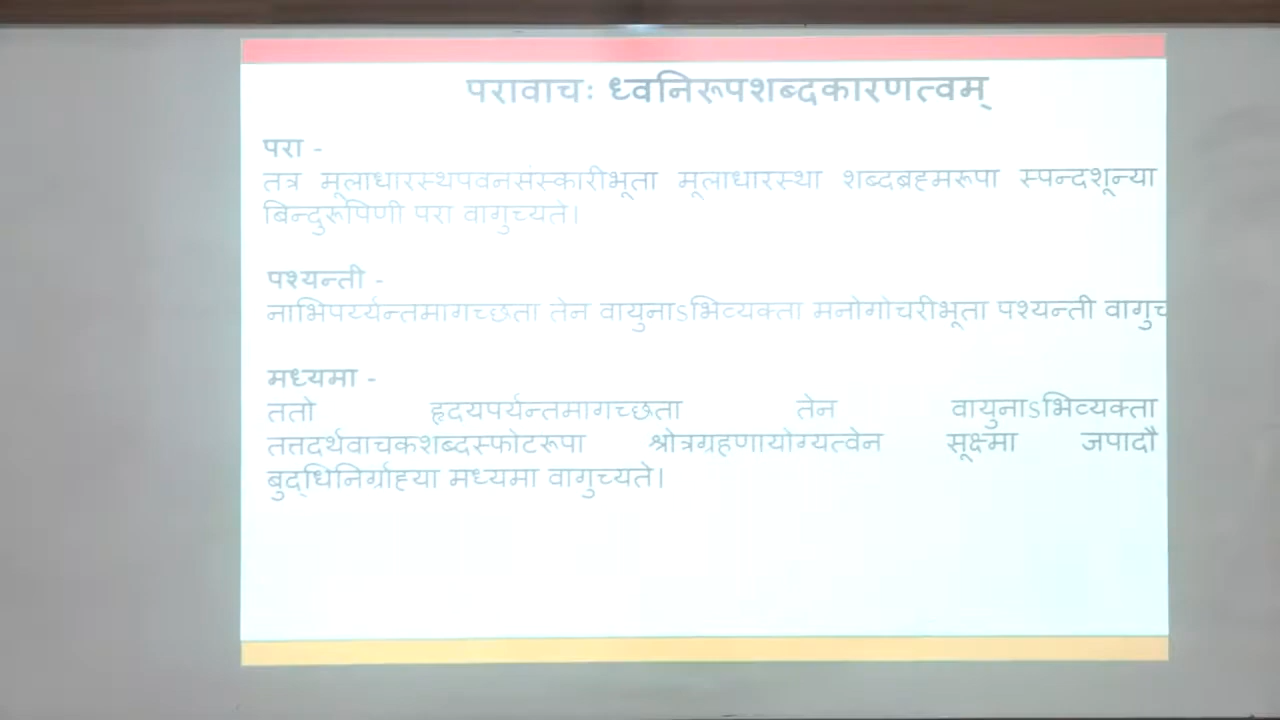 परावाचः ध्वनिरूपशब्दकारणत्वम्
परा -
तत्र मूलाधारस्थपवनसंस्कारीभूता मूलाधारस्था शब्दब्रह्मरूपा स्पन्दशून्या
बिन्दुरूपिणी परा वागुच्यते।
पश्यन्ती -
नाभिपर्य्यन्तमागच्छता तेन वायुनाऽभिव्यक्ता मनोगोचरीभूता पश्यन्ती वागुच
मध्यमा -
ततो हृदयपर्यन्तमागच्छता तेन वायुनाऽभिव्यक्ता
तत्तदर्थवाचकशब्दस्फोटरूपा श्रोत्रग्रहणायोग्यत्वेन सूक्ष्मा जपादौ
बुद्धिनिर्ग्राह्या मध्यमा वागुच्यते।